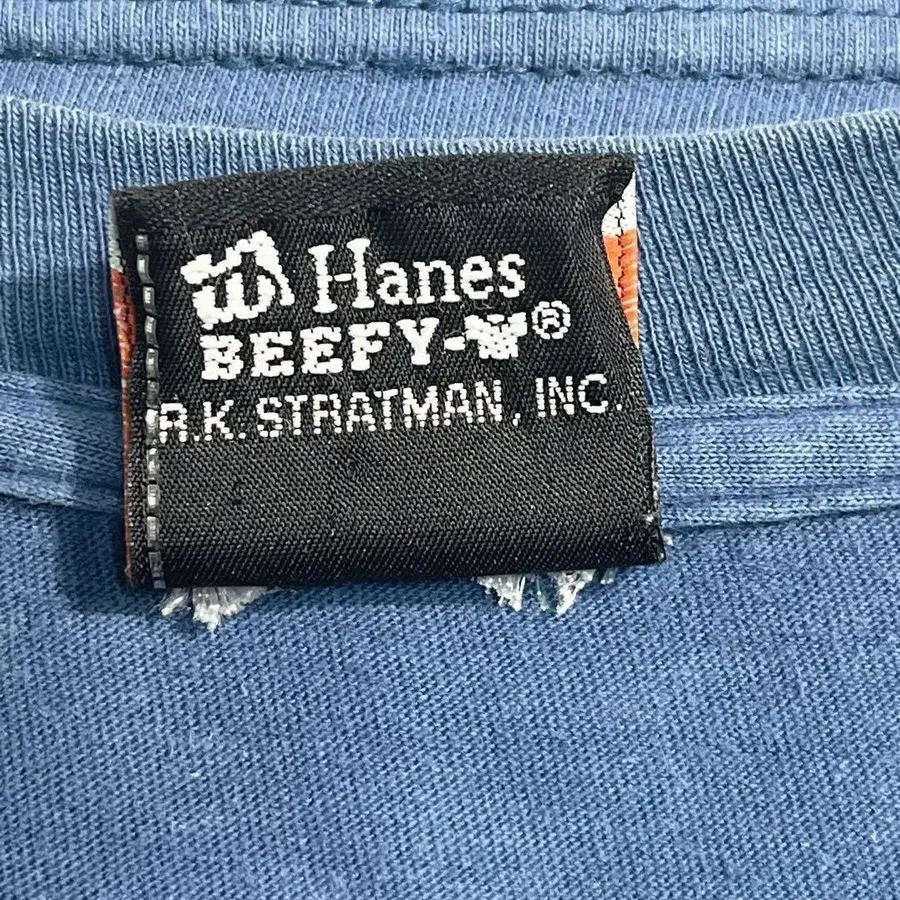 Hanes
BEEFY-T®
R.K. STRATMAN, INC.